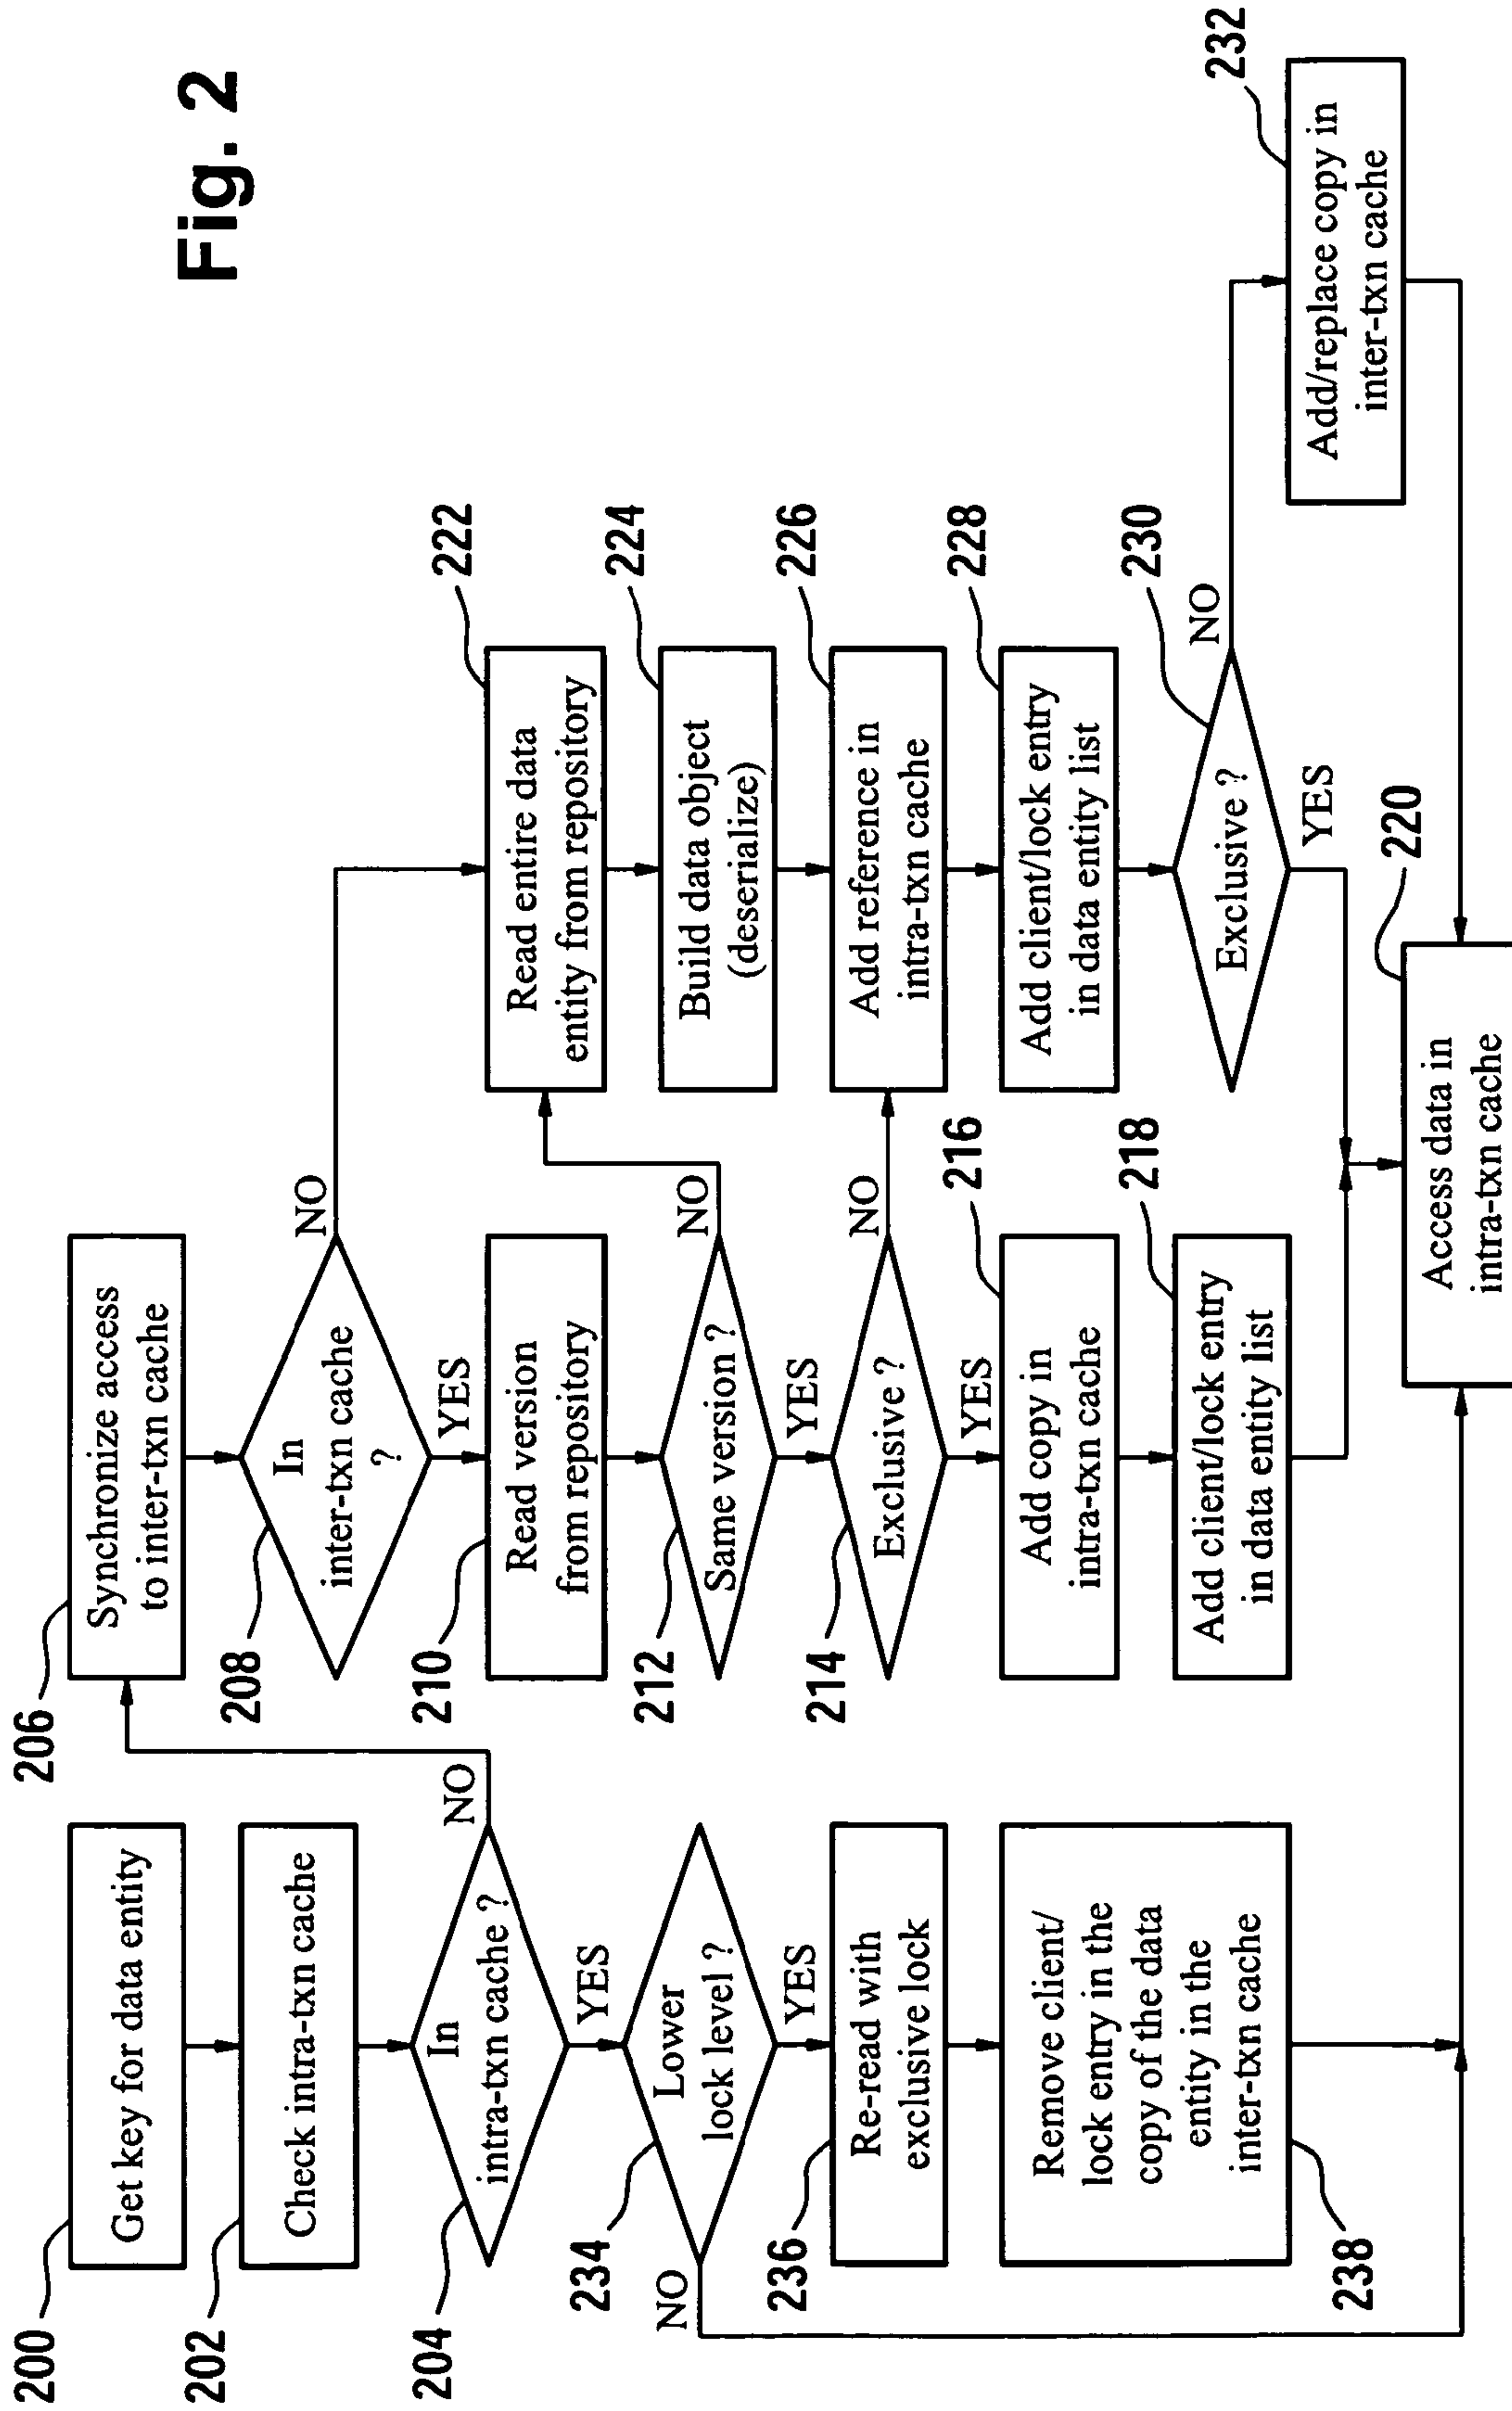 Fig. 2
200
Get key for data entity
202
Check intra-txn cache
204
In
intra-txn cache ?
NO
YES
234
Lower
lock level ?
NO
YES
236
Re-read with
exclusive lock
238
Remove client/
lock entry in the
copy of the data
entity in the
inter-txn cache
206
Synchronize access
to inter-txn cache
208
In
inter-txn cache
?
NO
YES
210
Read version
from repository
212
Same version ?
NO
YES
214
Exclusive ?
NO
YES
216
Add copy in
intra-txn cache
218
Add client/lock entry
in data entity list
222
Read entire data
entity from repository
224
Build data object
(deserialize)
226
Add reference in
intra-txn cache
228
Add client/lock entry
in data entity list
230
Exclusive ?
NO
YES
232
Add/replace copy in
inter-txn cache
220
Access data in
intra-txn cache